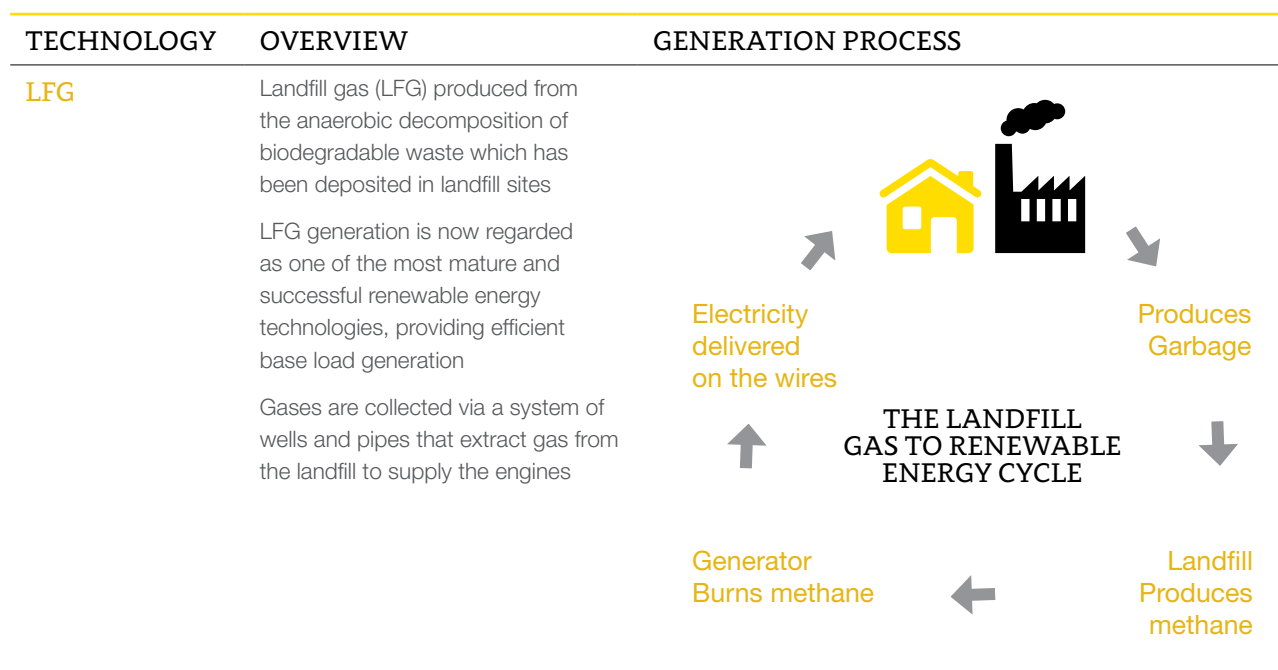 TECHNOLOGY OVERVIEW GENERATION PROCESS
LFG
Landfill gas (LFG) produced from
the anaerobic decomposition of
biodegradable waste which has
been deposited in landfill sites
LFG generation is now regarded
as one of the most mature and
successful renewable energy
technologies, providing efficient
base load generation
Gases are collected via a system of
wells and pipes that extract gas from
the landfill to supply the engines
Electricity
delivered
on the wires
Produces
Garbage
THE LANDFILL
GAS TO RENEWABLE
ENERGY CYCLE
Generator
Burns methane
Landfill
Produces
methane